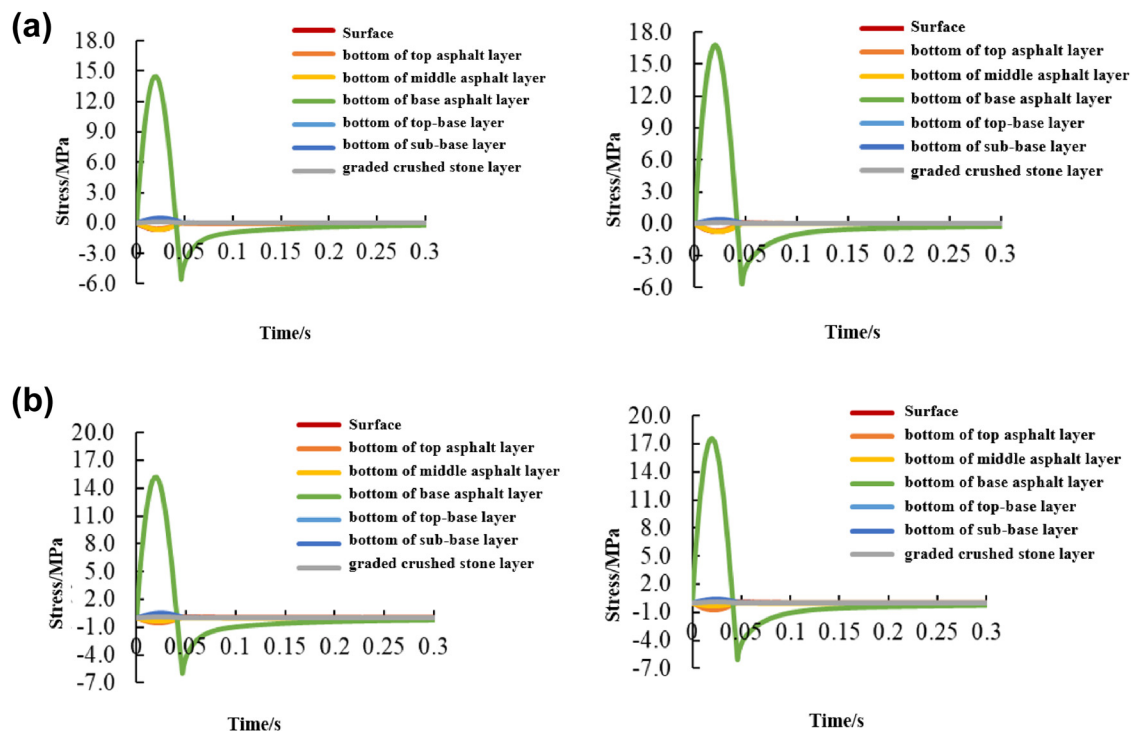 (a)
18.0
15.0
12.0
9.0
6.0
3.0
0.0
-3.0
-6.0
Stress/MPa
0 0.05 0.1 0.15 0.2 0.25 0.3
Time/s
Surface
bottom of top asphalt layer
bottom of middle asphalt layer
bottom of base asphalt layer
bottom of top-base layer
bottom of sub-base layer
graded crushed stone layer
18.0
15.0
12.0
9.0
6.0
3.0
0.0
-3.0
-6.0
Stress/MPa
0 0.05 0.1 0.15 0.2 0.25 0.3
Time/s
Surface
bottom of top asphalt layer
bottom of middle asphalt layer
bottom of base asphalt layer
bottom of top-base layer
bottom of sub-base layer
graded crushed stone layer
(b)
20.0
17.0
14.0
11.0
8.0
5.0
2.0
-1.0
-4.0
-7.0
Stress/MPa
0 0.05 0.1 0.15 0.2 0.25 0.3
Time/s
Surface
bottom of top asphalt layer
bottom of middle asphalt layer
bottom of base asphalt layer
bottom of top-base layer
bottom of sub-base layer
graded crushed stone layer
20.0
17.0
14.0
11.0
8.0
5.0
2.0
-1.0
-4.0
-7.0
Stress/MPa
0 0.05 0.1 0.15 0.2 0.25 0.3
Time/s
Surface
bottom of top asphalt layer
bottom of middle asphalt layer
bottom of base asphalt layer
bottom of top-base layer
bottom of sub-base layer
graded crushed stone layer